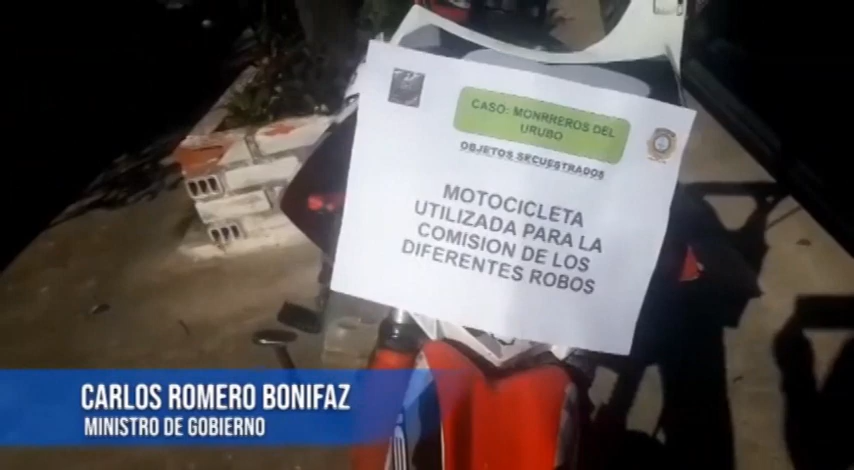 CASO: MONRREROS DEL
URUBO
OBJETOS SECUESTRADOS
MOTOCICLETA
UTILIZADA PARA LA
COMISION DE LOS
DIFERENTES ROBOS
CARLOS ROMERO BONIFAZ
MINISTRO DE GOBIERNO